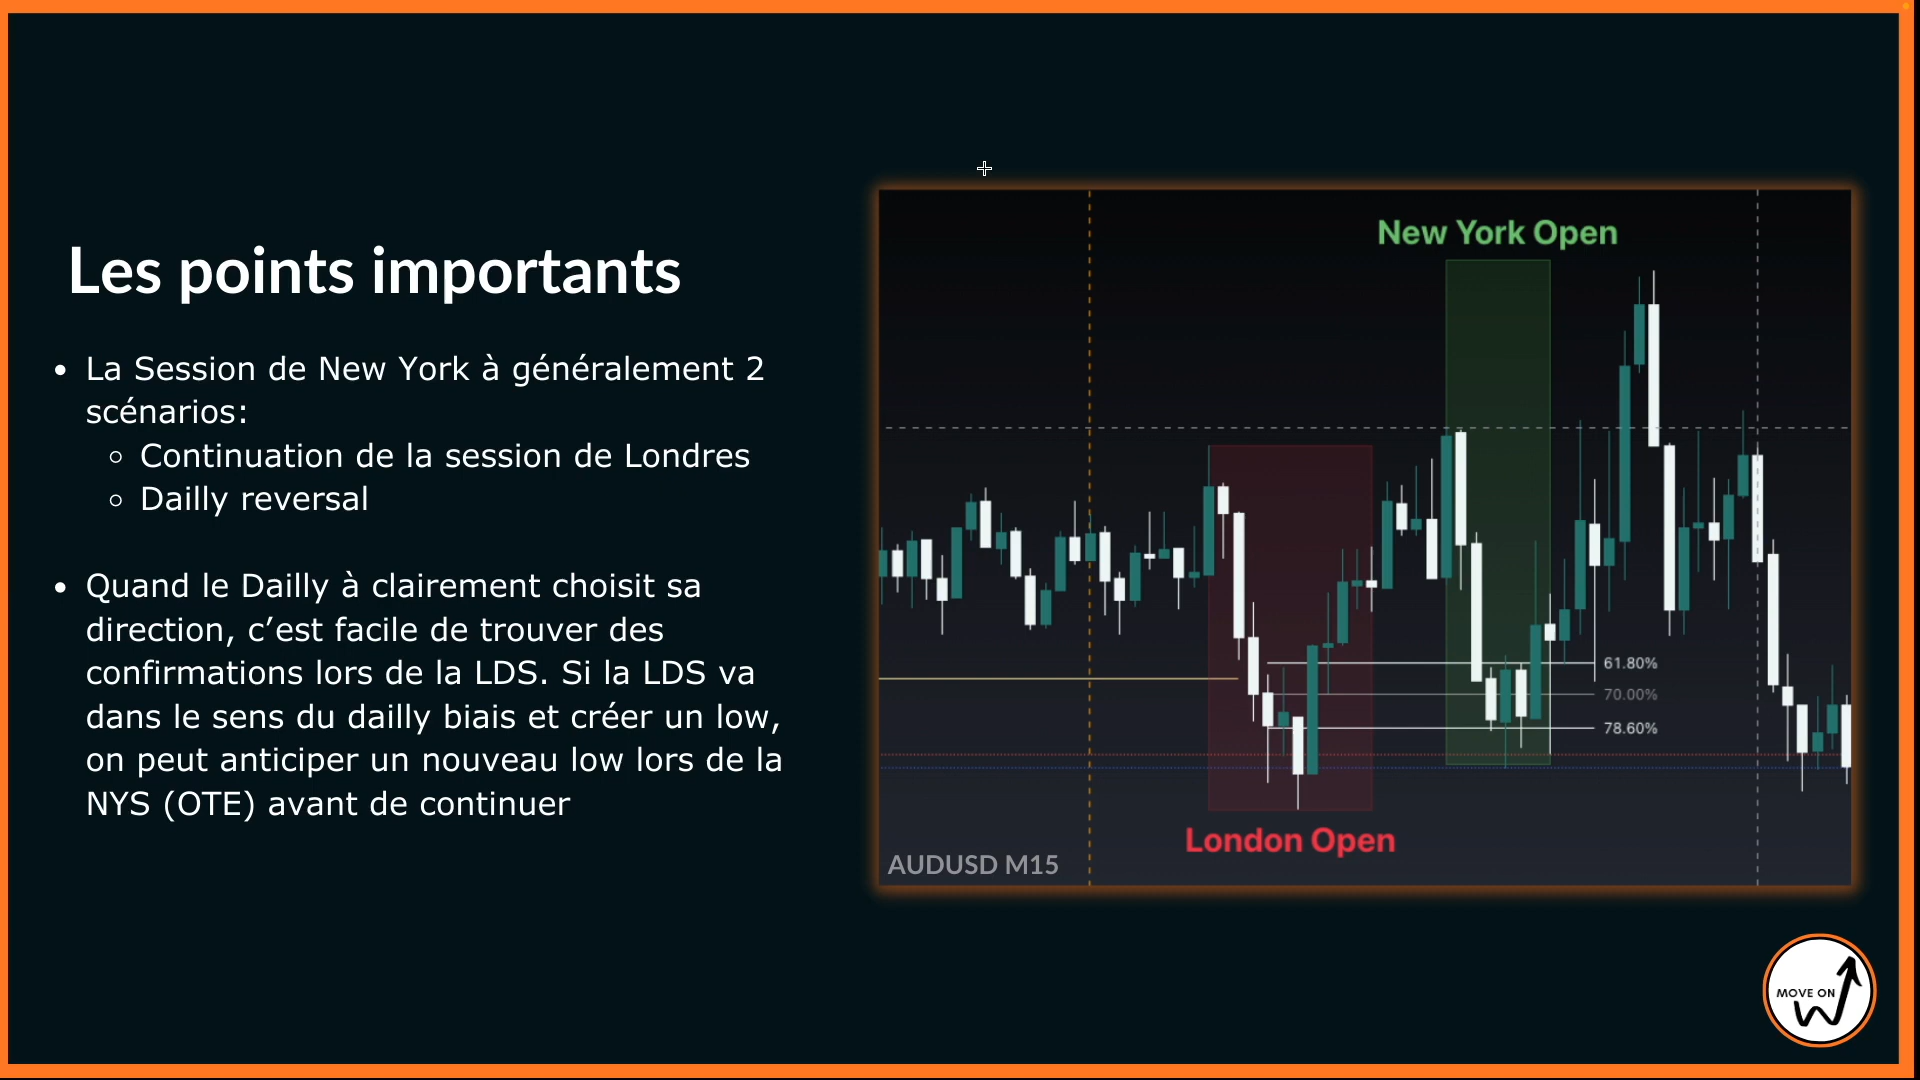 Les points importants
• La Session de New York à généralement 2
scénarios:
○ Continuation de la session de Londres
○ Dailly reversal
• Quand le Dailly à clairement choisit sa
direction, c’est facile de trouver des
confirmations lors de la LDS. Si la LDS va
dans le sens du dailly biais et créer un low,
on peut anticiper un nouveau low lors de la
NYS (OTE) avant de continuer
New York Open
61.80%
70.00%
78.60%
London Open
AUDUSD M15
MOVE ON